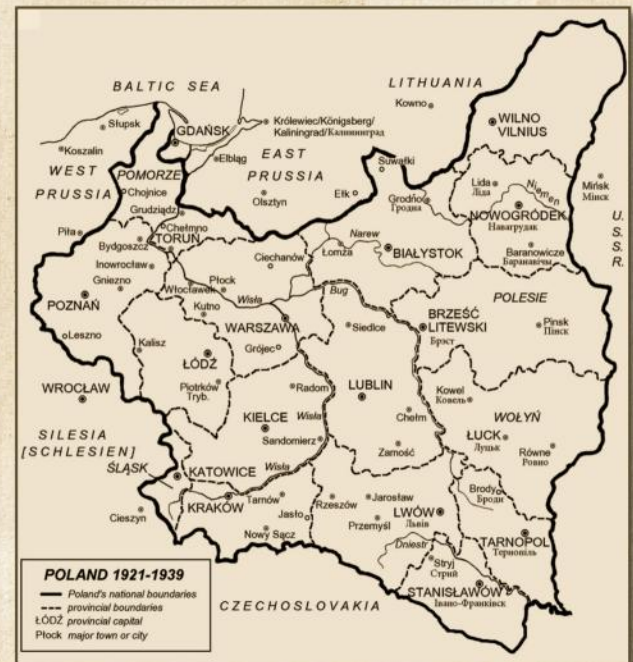 BALTIC SEA
LITHUANIA
Kowno
Słupsk
Królewiec/Königsberg/
Kaliningrad/Калининград
WILNO
VILNIUS
GDAŃSK
Koszalin
Elbląg
EAST
PRUSSIA
Suwałki
WEST
PRUSSIA
POMORZE
Chojnice
Olsztyn
Ełk
Grodno
Гродна
Lida
Ліда
Niemen
Mińsk
Мінск
NOWOGRÓDEK
Навагрудак
U.
S.
S.
R.
Grudziądz
Chełmno
Piła
TORUŃ
Bydgoszcz
Narew
Łomża
BIAŁYSTOK
Baranowicze
Баранавічы
Ciechanów
Inowrocław
Gniezno
Włocławek
Płock
Wisła
Bug
POLESIE
POZNAŃ
Kutno
WARSZAWA
Siedlce
BRZEŚĆ
LITEWSKI
Брэст
Pinsk
Пінск
Leszno
Kalisz
Grójec
ŁÓDŹ
WROCŁAW
Piotrków
Tryb.
Radom
LUBLIN
Kowel
Ковель
WOŁYŃ
KIELCE
Wisła
Chełm
ŁUCK
Луцьк
Równe
Ровно
SILESIA
[SCHLESIEN]
Sandomierz
Zamość
ŚLĄSK
KATOWICE
Wisła
Brody
Броди
KRAKÓW
Tarnów
Rzeszów
Jarosław
LWÓW
Львів
Cieszyn
Jasło
Przemyśl
TARNOPOL
Тернопіль
Nowy Sącz
Dniestr
Stryj
Стрий
STANISŁAWÓW
Івано-Франківск
CZECHOSLOVAKIA
POLAND 1921-1939
Poland's national boundaries
provincial boundaries
ŁÓDŹ provincial capital
Płock major town or city